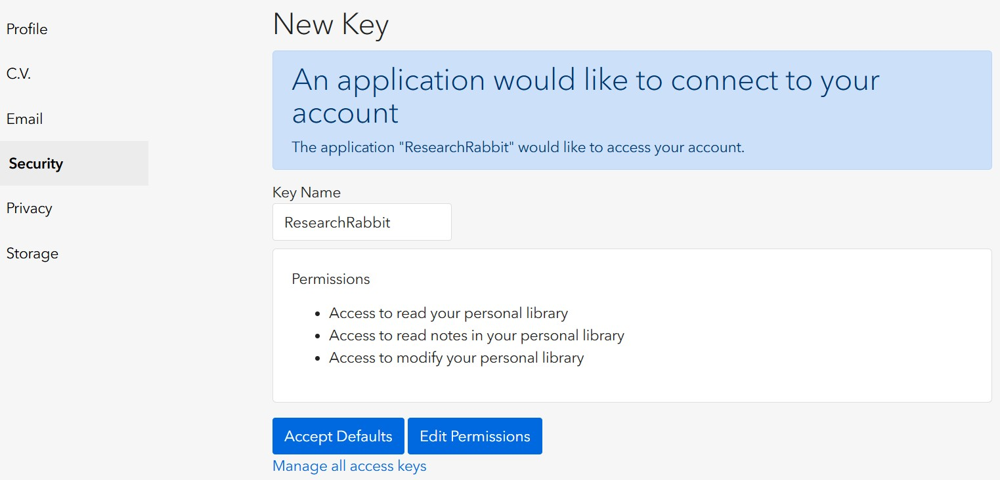 Profile
C.V.
Email
Security
Privacy
Storage
New Key
An application would like to connect to your
account
The application "ResearchRabbit" would like to access your account.
Key Name
ResearchRabbit
Permissions
• Access to read your personal library
• Access to read notes in your personal library
• Access to modify your personal library
Accept Defaults Edit Permissions
Manage all access keys